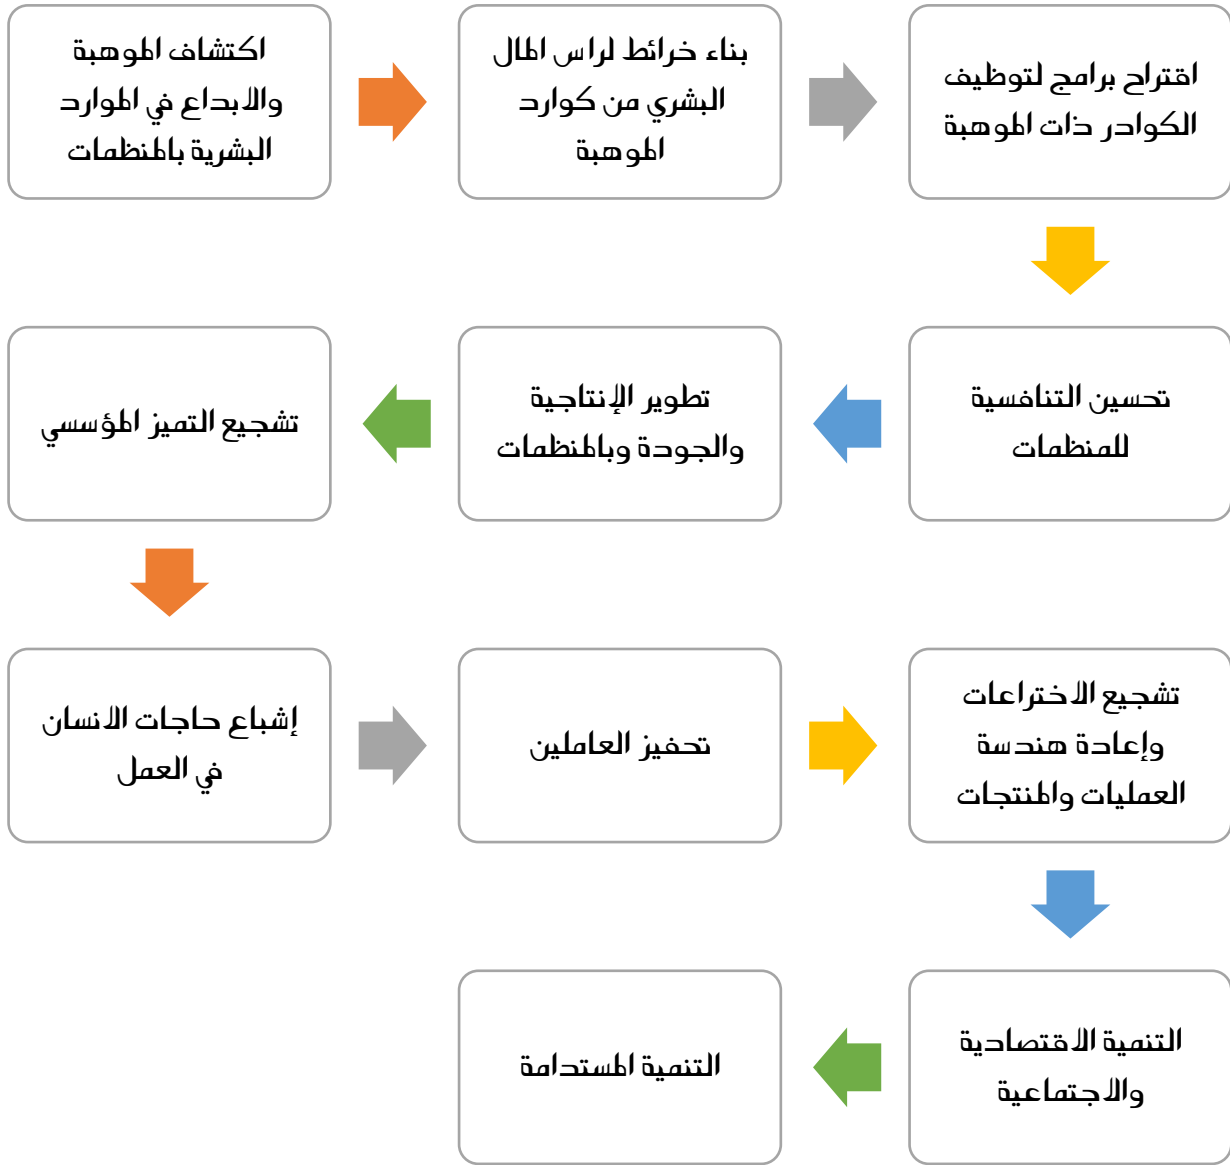 اكتشاف الموهبة
والابداع في الموارد
البشرية بالمنظمات
بناء خرائط لراس المال
البشري من كوارد
الموهبة
اقتراح برامج لتوظيف
الكوادر ذات الموهبة
تحسين التنافسية
للمنظمات
تطوير الإنتاجية
والجودة وبالمنظمات
تشجيع التميز المؤسسي
إشباع حاجات الانسان
في العمل
تحفيز العاملين
تشجيع الاختراعات
وإعادة هندسة
العمليات والمنتجات
التنمية الاقتصادية
والاجتماعية
التنمية المستدامة